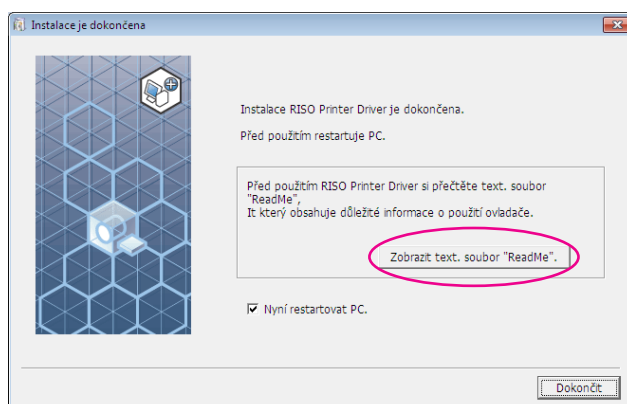 Instalace je dokončena
Instalace RISO Printer Driver je dokončena.
Před použitím restartuje PC.
Před použitím RISO Printer Driver si přečtěte text. soubor
"ReadMe",
It který obsahuje důležité informace o použití ovladače.
Zobrazit text. soubor "ReadMe".
Nyní restartovat PC.
Dokončit